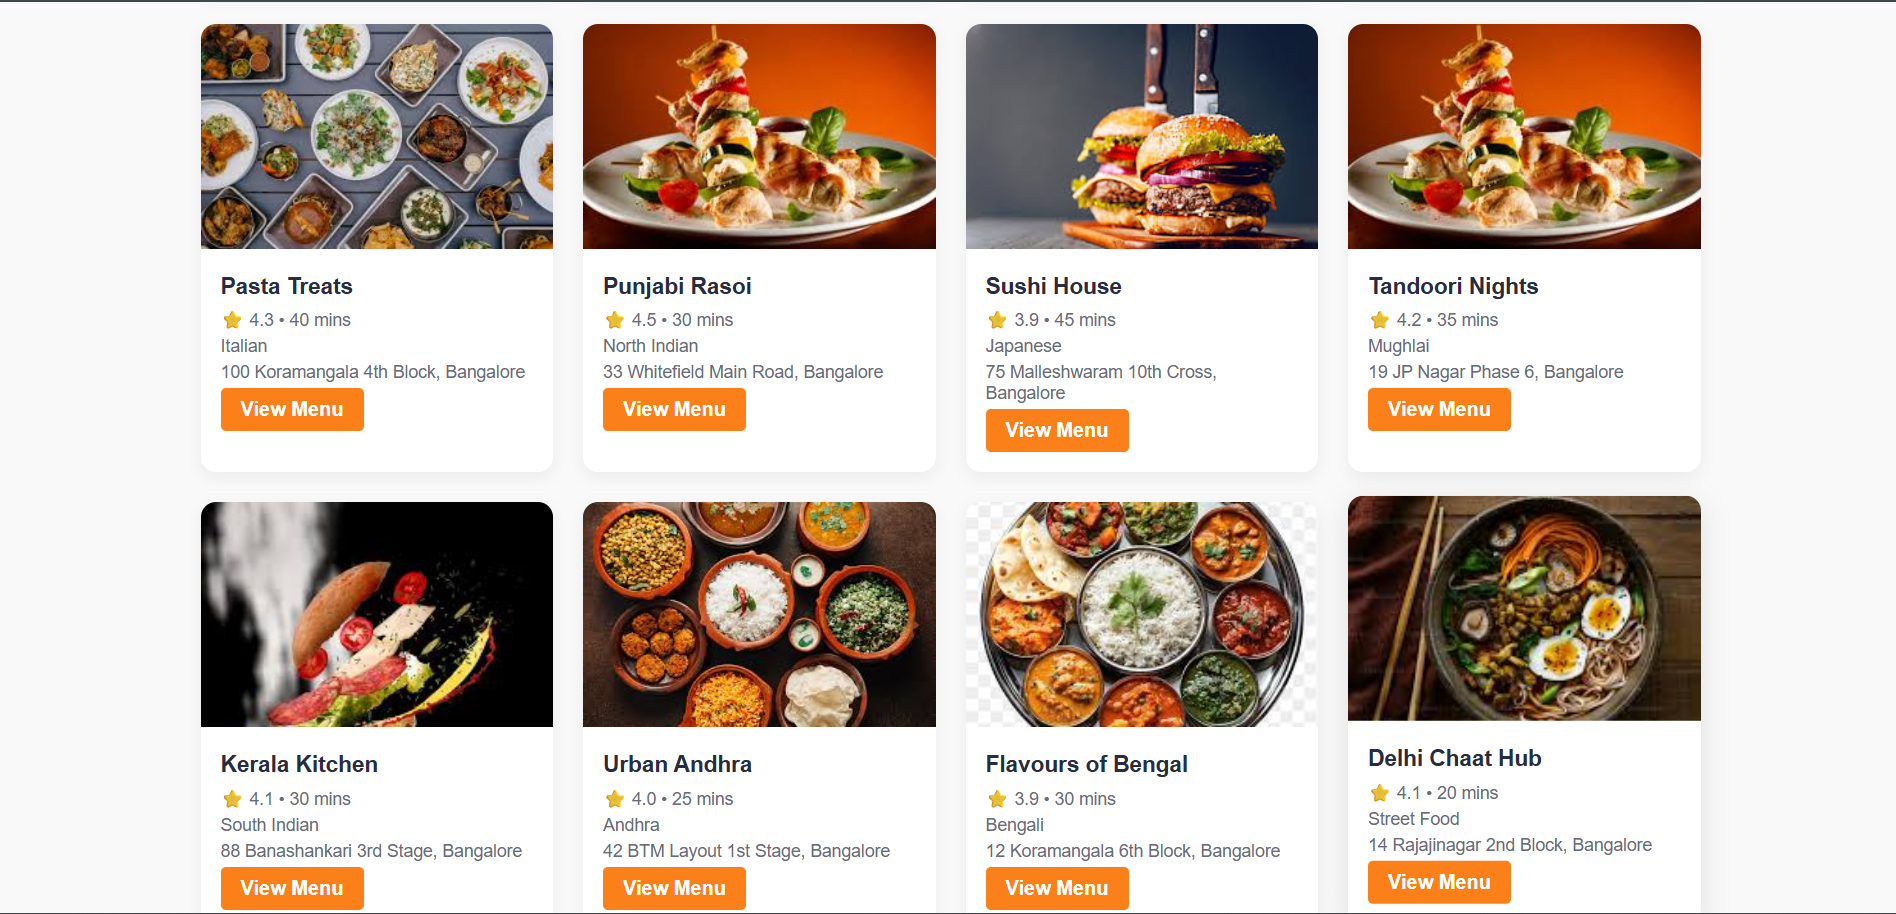 Pasta Treats
⭐ 4.3 • 40 mins
Italian
100 Koramangala 4th Block, Bangalore
View Menu
Punjabi Rasoi
⭐ 4.5 • 30 mins
North Indian
33 Whitefield Main Road, Bangalore
View Menu
Sushi House
⭐ 3.9 • 45 mins
Japanese
75 Malleshwaram 10th Cross,
Bangalore
View Menu
Tandoori Nights
⭐ 4.2 • 35 mins
Mughlai
19 JP Nagar Phase 6, Bangalore
View Menu
Kerala Kitchen
⭐ 4.1 • 30 mins
South Indian
88 Banashankari 3rd Stage, Bangalore
View Menu
Urban Andhra
⭐ 4.0 • 25 mins
Andhra
42 BTM Layout 1st Stage, Bangalore
View Menu
Flavours of Bengal
⭐ 3.9 • 30 mins
Bengali
12 Koramangala 6th Block, Bangalore
View Menu
Delhi Chaat Hub
⭐ 4.1 • 20 mins
Street Food
14 Rajajinagar 2nd Block, Bangalore
View Menu